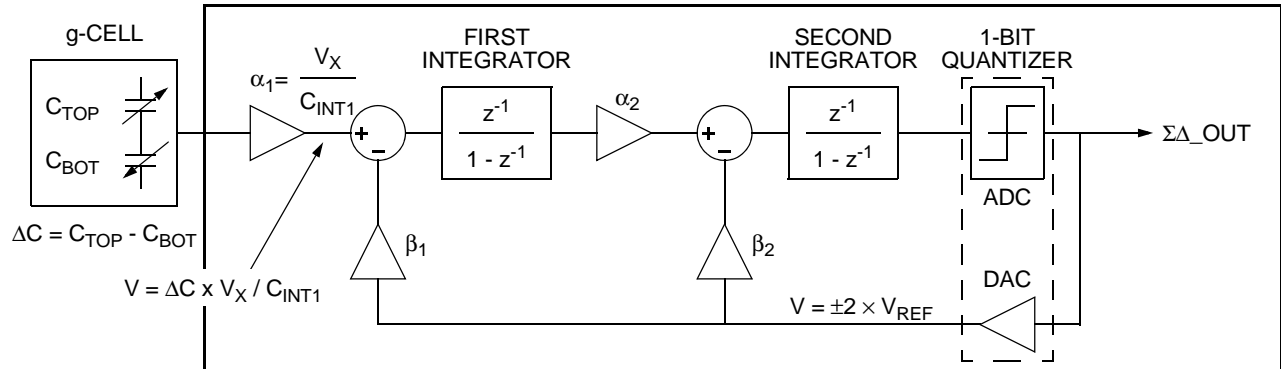 g-CELL
C_TOP
C_BOT
ΔC = C_TOP - C_BOT
α₁= V_X / C_INT1
V = ΔC x V_X / C_INT1
+
−
β₁
FIRST
INTEGRATOR
z⁻¹
1 - z⁻¹
α₂
+
−
β₂
SECOND
INTEGRATOR
z⁻¹
1 - z⁻¹
1-BIT
QUANTIZER
ADC
DAC
V = ±2 × V_REF
ΣΔ_OUT